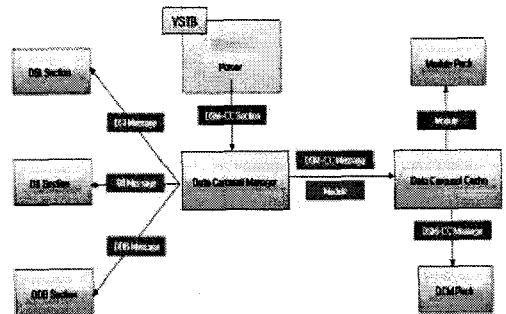 YSTB
Parser
DSM-CC Section
DSI Section
DSI Message
DII Section
DII Message
DDB Section
DDB Message
Data Carousel Manager
DSM-CC Message
Module
Data Carousel Cache
Module
Module Pack
DSM-CC Message
DCM Pack